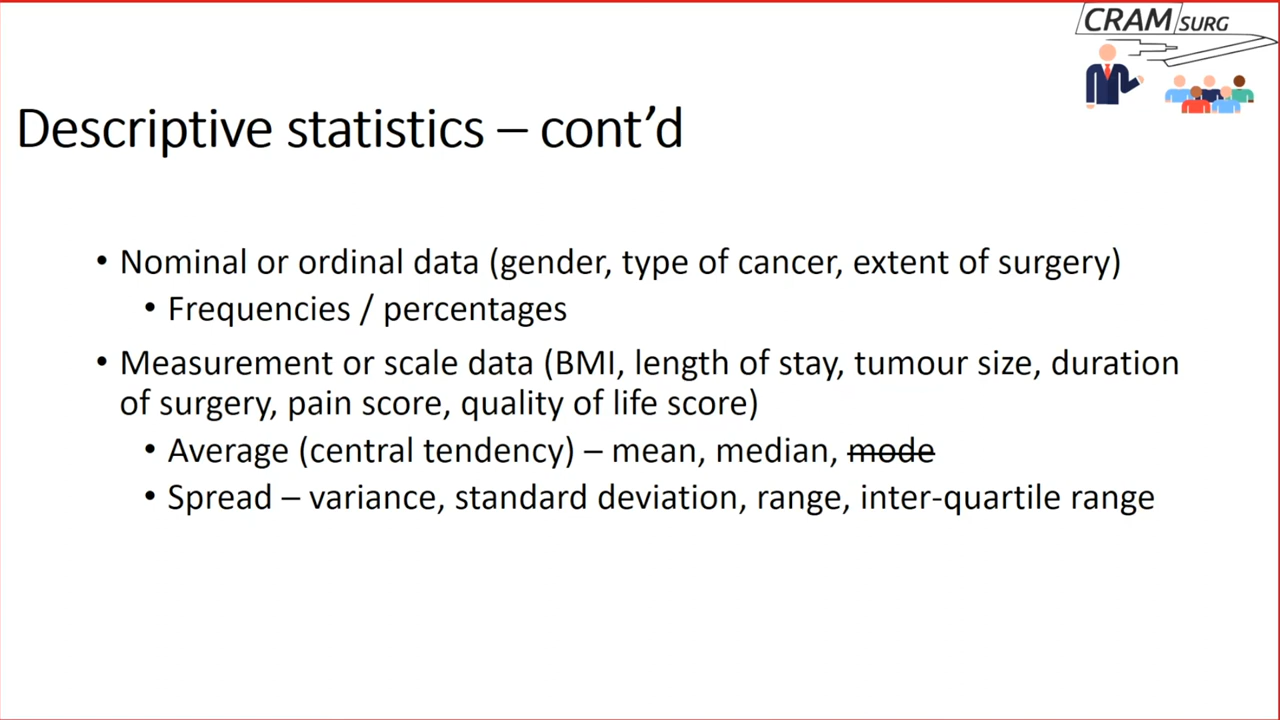 CRAM SURG
Descriptive statistics – cont’d
• Nominal or ordinal data (gender, type of cancer, extent of surgery)
• Frequencies / percentages
• Measurement or scale data (BMI, length of stay, tumour size, duration
of surgery, pain score, quality of life score)
• Average (central tendency) – mean, median, mode
• Spread – variance, standard deviation, range, inter-quartile range